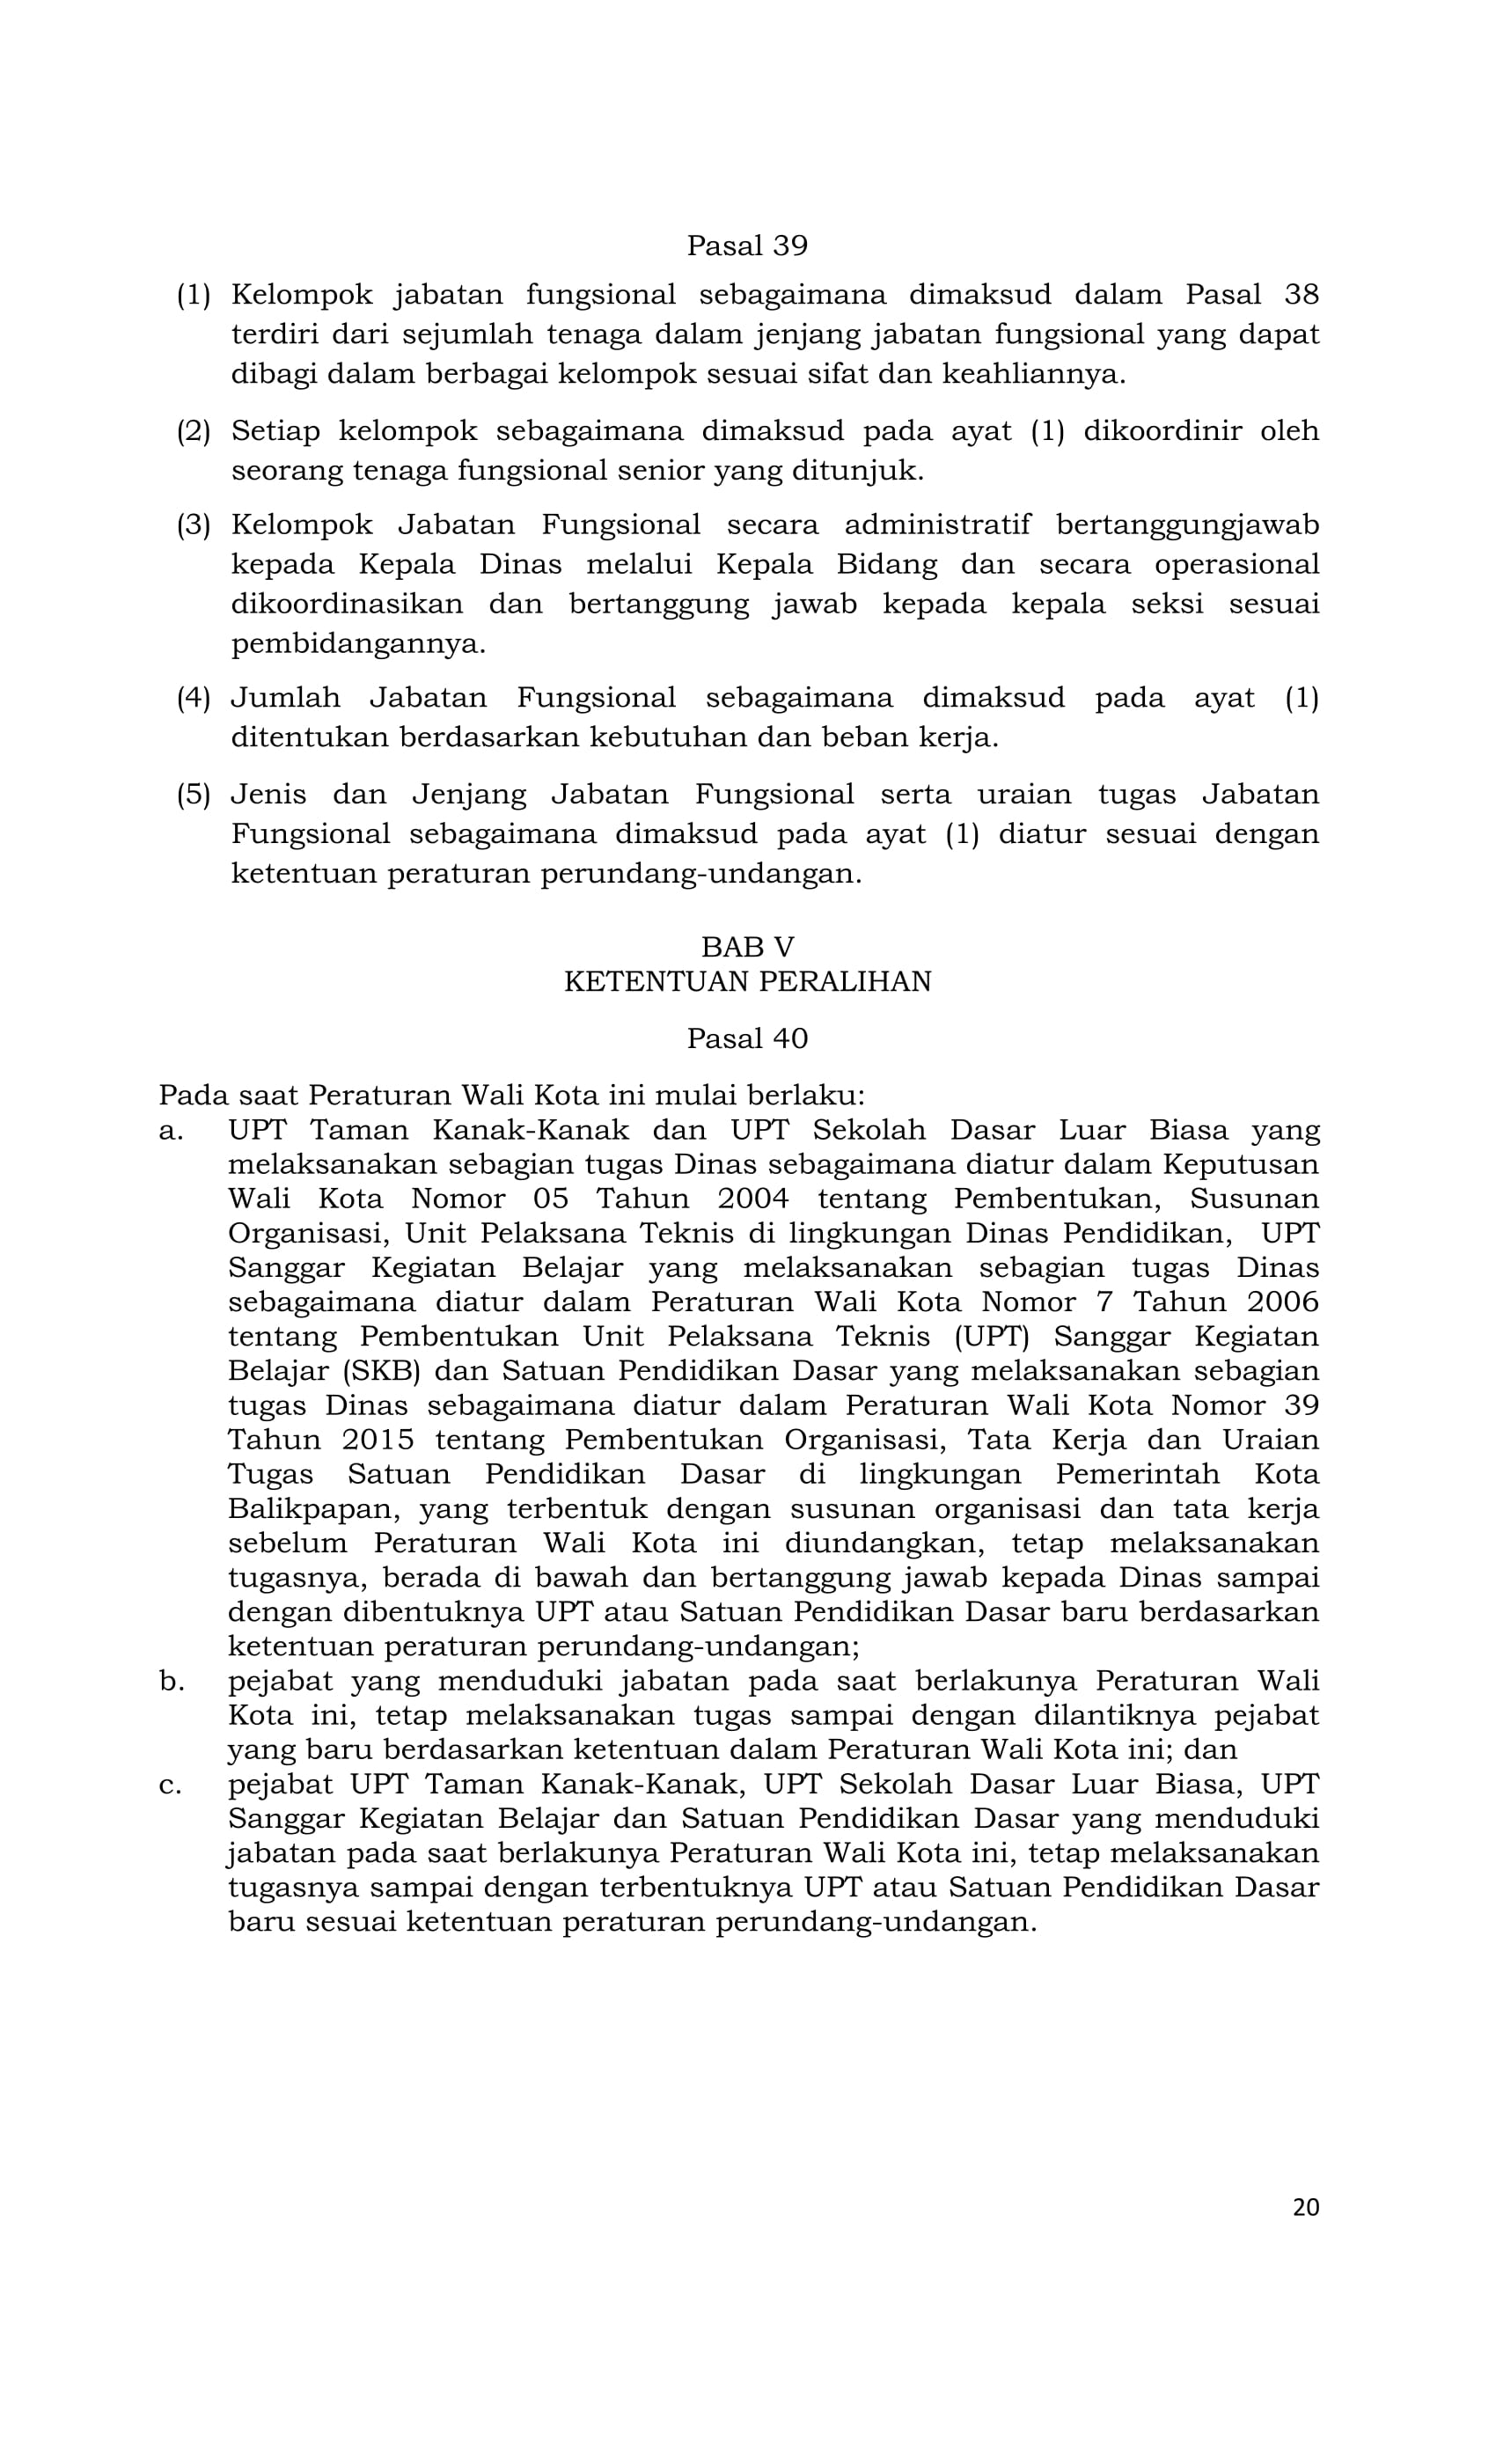 Pasal 39
(1) Kelompok jabatan fungsional sebagaimana dimaksud dalam Pasal 38
terdiri dari sejumlah tenaga dalam jenjang jabatan fungsional yang dapat
dibagi dalam berbagai kelompok sesuai sifat dan keahliannya.
(2) Setiap kelompok sebagaimana dimaksud pada ayat (1) dikoordinir oleh
seorang tenaga fungsional senior yang ditunjuk.
(3) Kelompok Jabatan Fungsional secara administratif bertanggungjawab
kepada Kepala Dinas melalui Kepala Bidang dan secara operasional
dikoordinasikan dan bertanggung jawab kepada kepala seksi sesuai
pembidangannya.
(4) Jumlah Jabatan Fungsional sebagaimana dimaksud pada ayat (1)
ditentukan berdasarkan kebutuhan dan beban kerja.
(5) Jenis dan Jenjang Jabatan Fungsional serta uraian tugas Jabatan
Fungsional sebagaimana dimaksud pada ayat (1) diatur sesuai dengan
ketentuan peraturan perundang-undangan.
BAB V
KETENTUAN PERALIHAN
Pasal 40
Pada saat Peraturan Wali Kota ini mulai berlaku:
a. UPT Taman Kanak-Kanak dan UPT Sekolah Dasar Luar Biasa yang
melaksanakan sebagian tugas Dinas sebagaimana diatur dalam Keputusan
Wali Kota Nomor 05 Tahun 2004 tentang Pembentukan, Susunan
Organisasi, Unit Pelaksana Teknis di lingkungan Dinas Pendidikan, UPT
Sanggar Kegiatan Belajar yang melaksanakan sebagian tugas Dinas
sebagaimana diatur dalam Peraturan Wali Kota Nomor 7 Tahun 2006
tentang Pembentukan Unit Pelaksana Teknis (UPT) Sanggar Kegiatan
Belajar (SKB) dan Satuan Pendidikan Dasar yang melaksanakan sebagian
tugas Dinas sebagaimana diatur dalam Peraturan Wali Kota Nomor 39
Tahun 2015 tentang Pembentukan Organisasi, Tata Kerja dan Uraian
Tugas Satuan Pendidikan Dasar di lingkungan Pemerintah Kota
Balikpapan, yang terbentuk dengan susunan organisasi dan tata kerja
sebelum Peraturan Wali Kota ini diundangkan, tetap melaksanakan
tugasnya, berada di bawah dan bertanggung jawab kepada Dinas sampai
dengan dibentuknya UPT atau Satuan Pendidikan Dasar baru berdasarkan
ketentuan peraturan perundang-undangan;
b. pejabat yang menduduki jabatan pada saat berlakunya Peraturan Wali
Kota ini, tetap melaksanakan tugas sampai dengan dilantiknya pejabat
yang baru berdasarkan ketentuan dalam Peraturan Wali Kota ini; dan
c. pejabat UPT Taman Kanak-Kanak, UPT Sekolah Dasar Luar Biasa, UPT
Sanggar Kegiatan Belajar dan Satuan Pendidikan Dasar yang menduduki
jabatan pada saat berlakunya Peraturan Wali Kota ini, tetap melaksanakan
tugasnya sampai dengan terbentuknya UPT atau Satuan Pendidikan Dasar
baru sesuai ketentuan peraturan perundang-undangan.
20